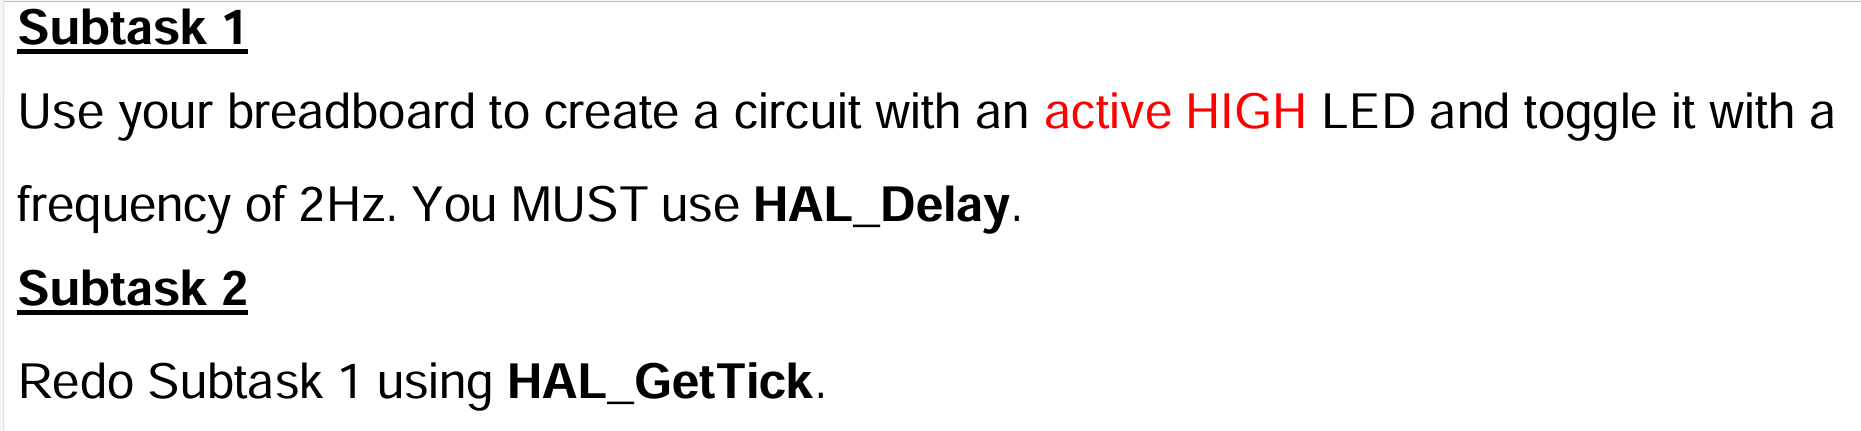 Subtask 1
Use your breadboard to create a circuit with an active HIGH LED and toggle it with a
frequency of 2Hz. You MUST use HAL_Delay.
Subtask 2
Redo Subtask 1 using HAL_GetTick.